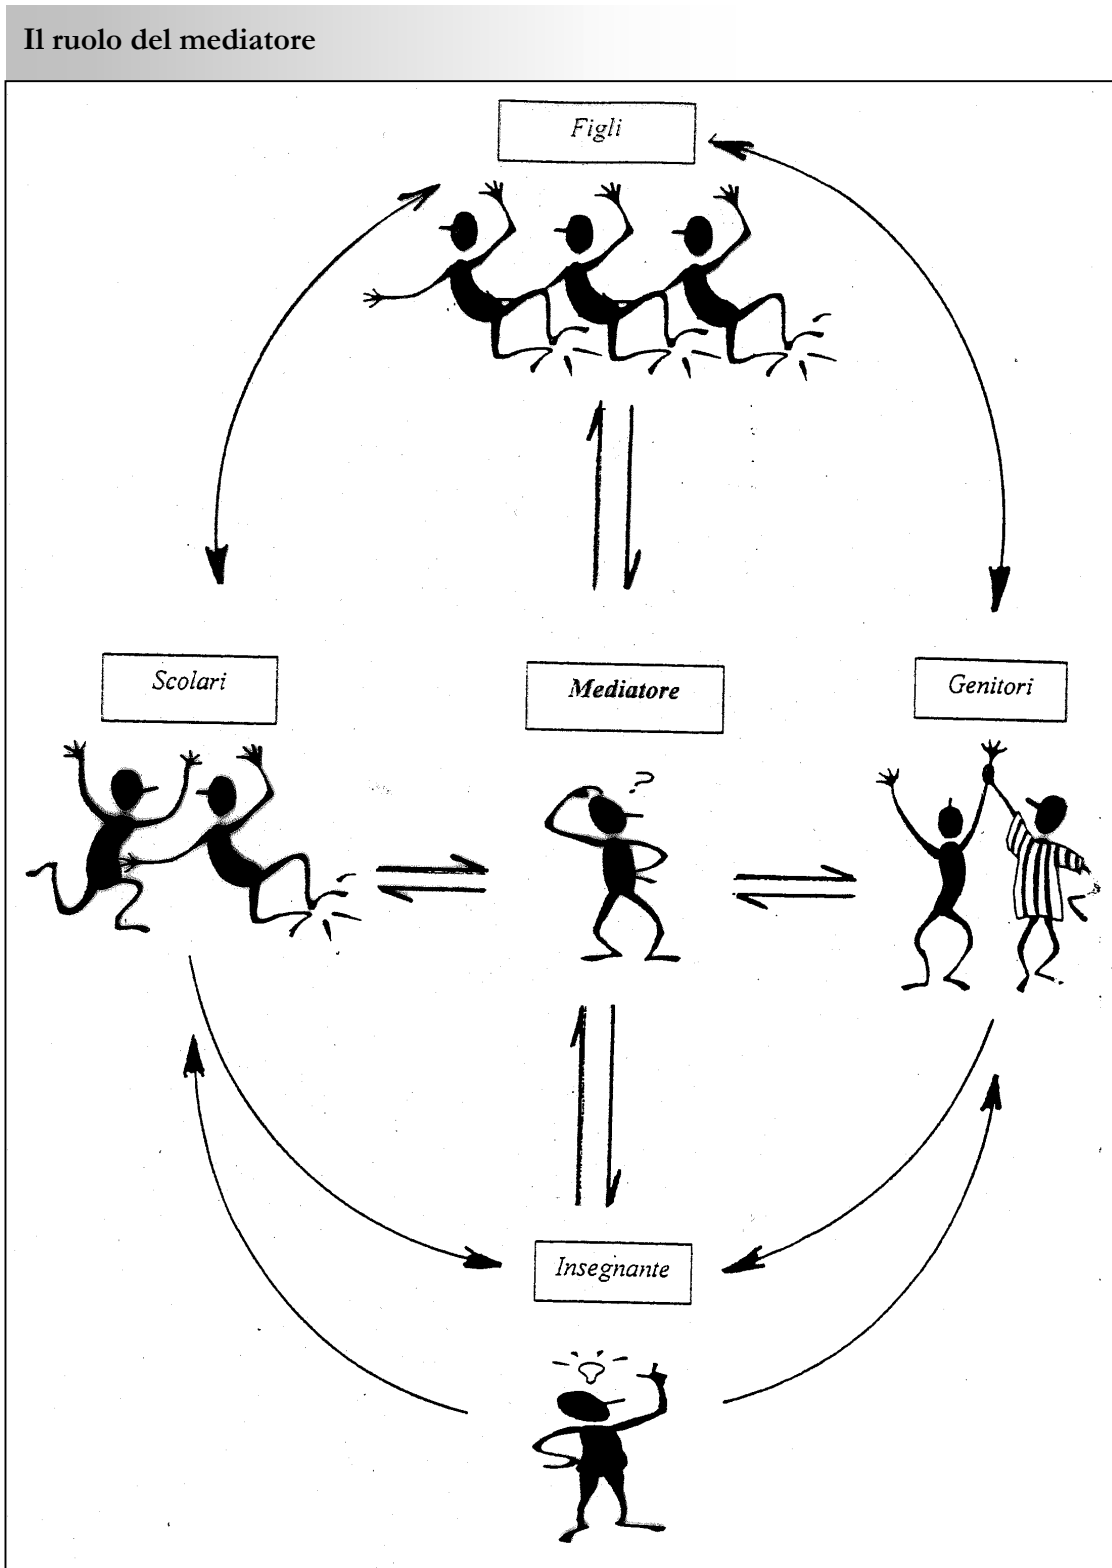 Il ruolo del mediatore
Figli
Scolari
Mediatore
Genitori
?
Insegnante